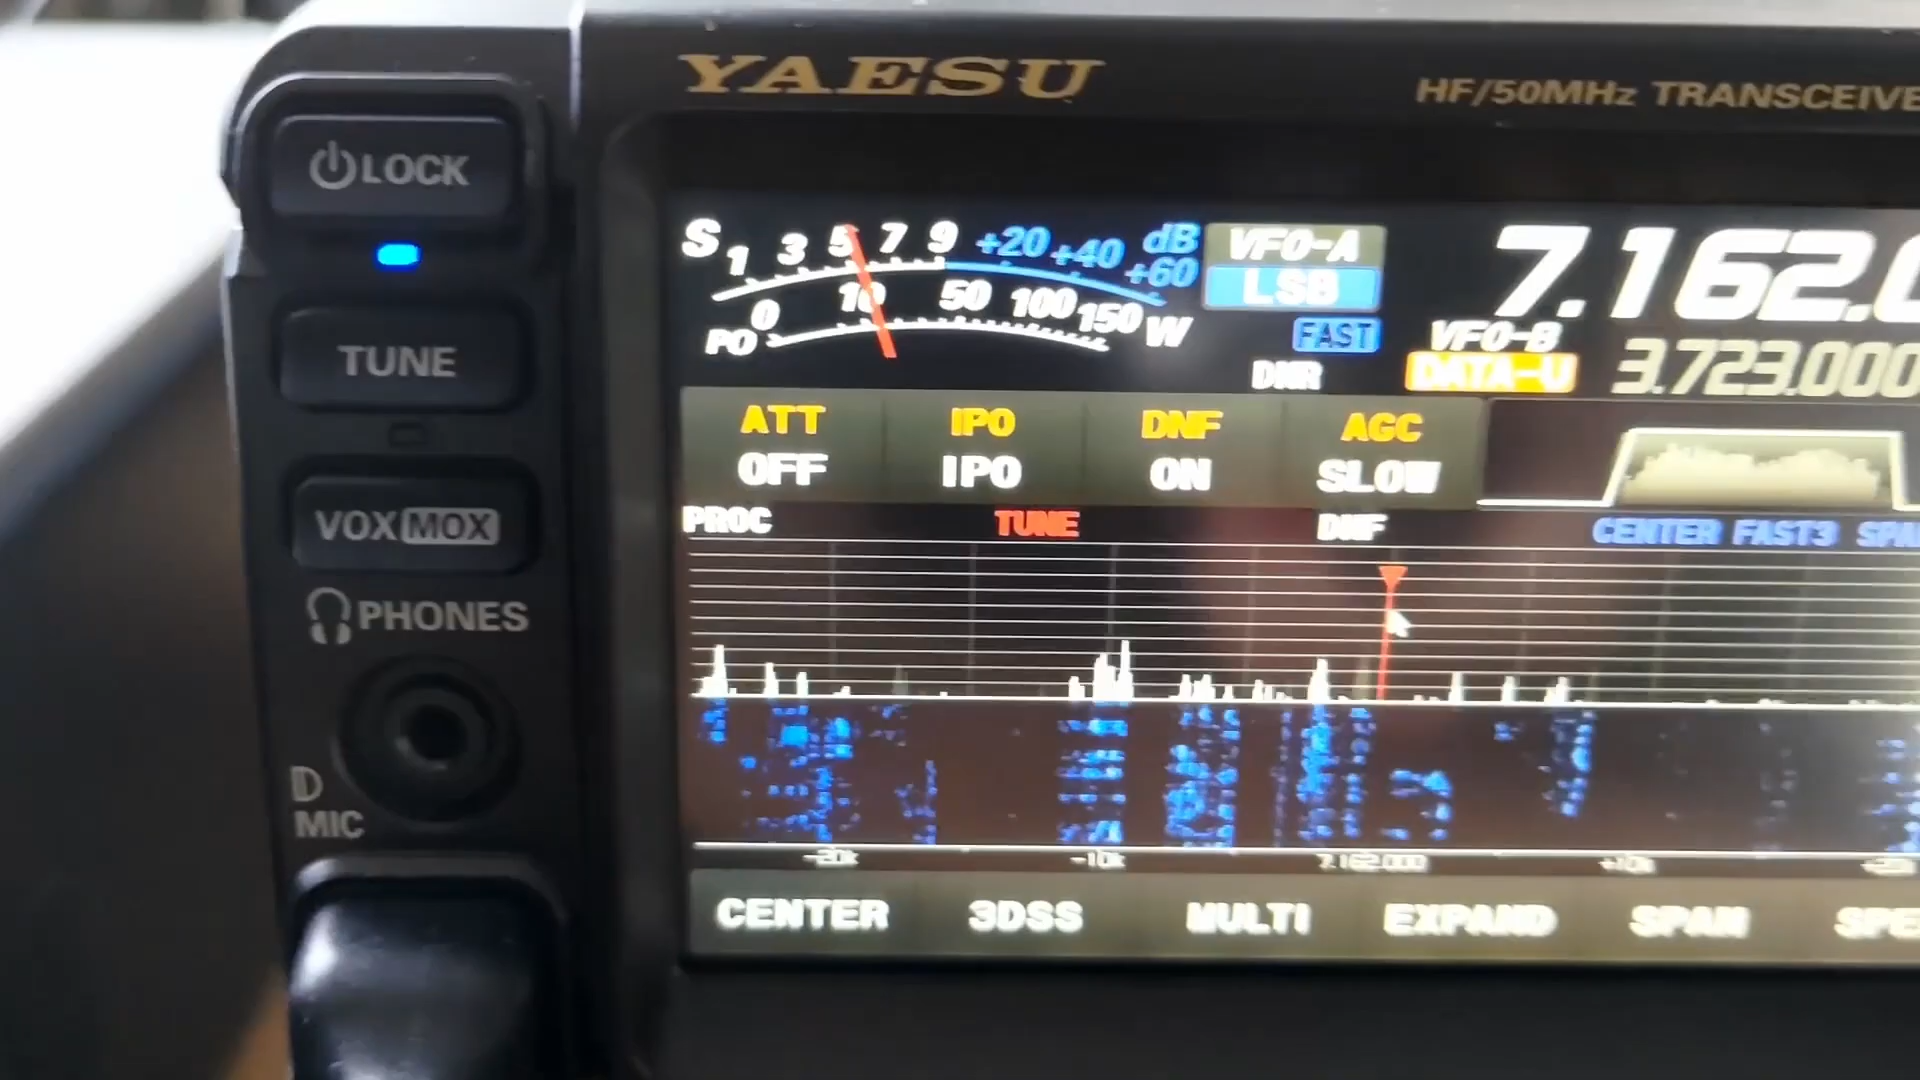 YAESU
HF/50MHz TRANSCEIVE
LOCK
TUNE
VOX MOX
PHONES
MIC
S 1 3 5 7 9 +20 +40 +60 dB
PO 0 10 50 100 150 W
VFO-A
LSB
FAST
DNR
7.162.0
VFO-B
DATA-U
3.723.000
ATT IPO DNF AGC
OFF IPO ON SLOW
PROC TUNE DNF CENTER FAST3 SPA
-20k -10k 7.162.000 +10k +20k
CENTER 3DSS MULTI EXPAND SPAN SPE